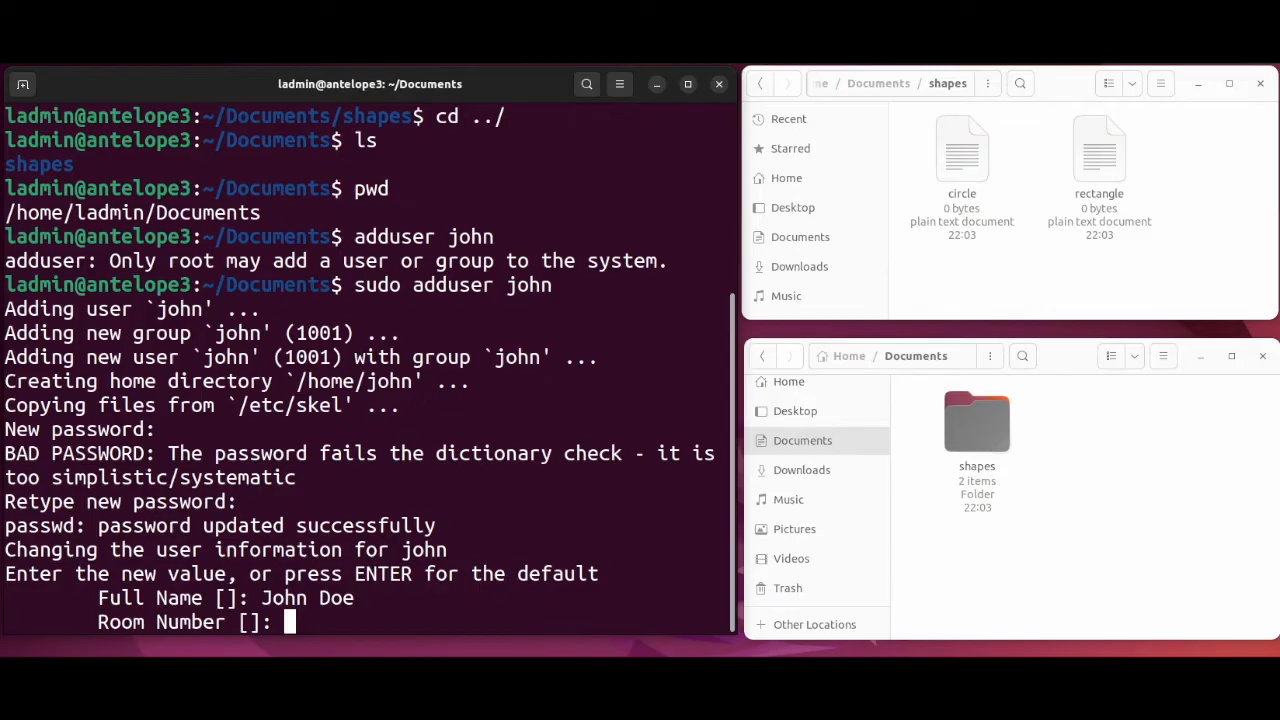 ladmin@antelope3: ~/Documents
ladmin@antelope3:~/Documents/shapes$ cd ../
ladmin@antelope3:~/Documents$ ls
shapes
ladmin@antelope3:~/Documents$ pwd
/home/ladmin/Documents
ladmin@antelope3:~/Documents$ adduser john
adduser: Only root may add a user or group to the system.
ladmin@antelope3:~/Documents$ sudo adduser john
Adding user `john' ...
Adding new group `john' (1001) ...
Adding new user `john' (1001) with group `john' ...
Creating home directory `/home/john' ...
Copying files from `/etc/skel' ...
New password:
BAD PASSWORD: The password fails the dictionary check - it is
too simplistic/systematic
Retype new password:
passwd: password updated successfully
Changing the user information for john
Enter the new value, or press ENTER for the default
Full Name []: John Doe
Room Number []:
me / Documents / shapes
Recent
Starred
Home
Desktop
Documents
Downloads
Music
circle
0 bytes
plain text document
22:03
rectangle
0 bytes
plain text document
22:03
Home / Documents
Home
Desktop
Documents
Downloads
Music
Pictures
Videos
Trash
Other Locations
shapes
2 items
Folder
22:03